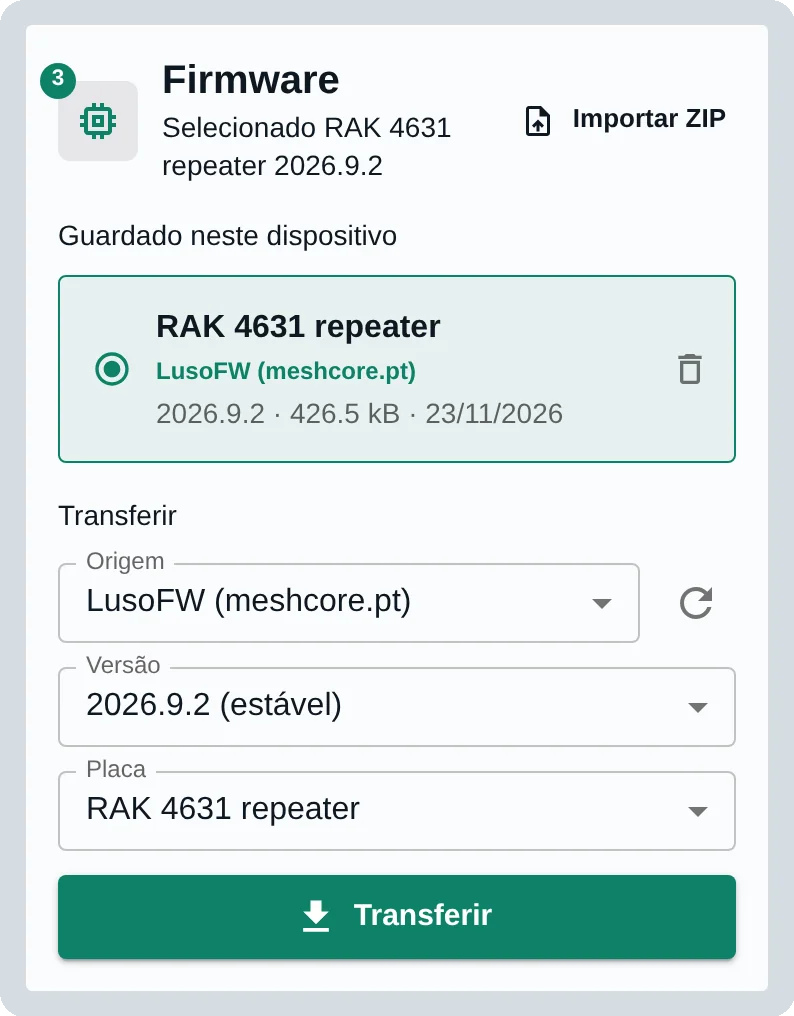 3
Firmware
Selecionado RAK 4631
repeater 2026.9.2
Importar ZIP
Guardado neste dispositivo
RAK 4631 repeater
LusoFW (meshcore.pt)
2026.9.2 · 426.5 kB · 23/11/2026
Transferir
Origem
LusoFW (meshcore.pt)
Versão
2026.9.2 (estável)
Placa
RAK 4631 repeater
Transferir